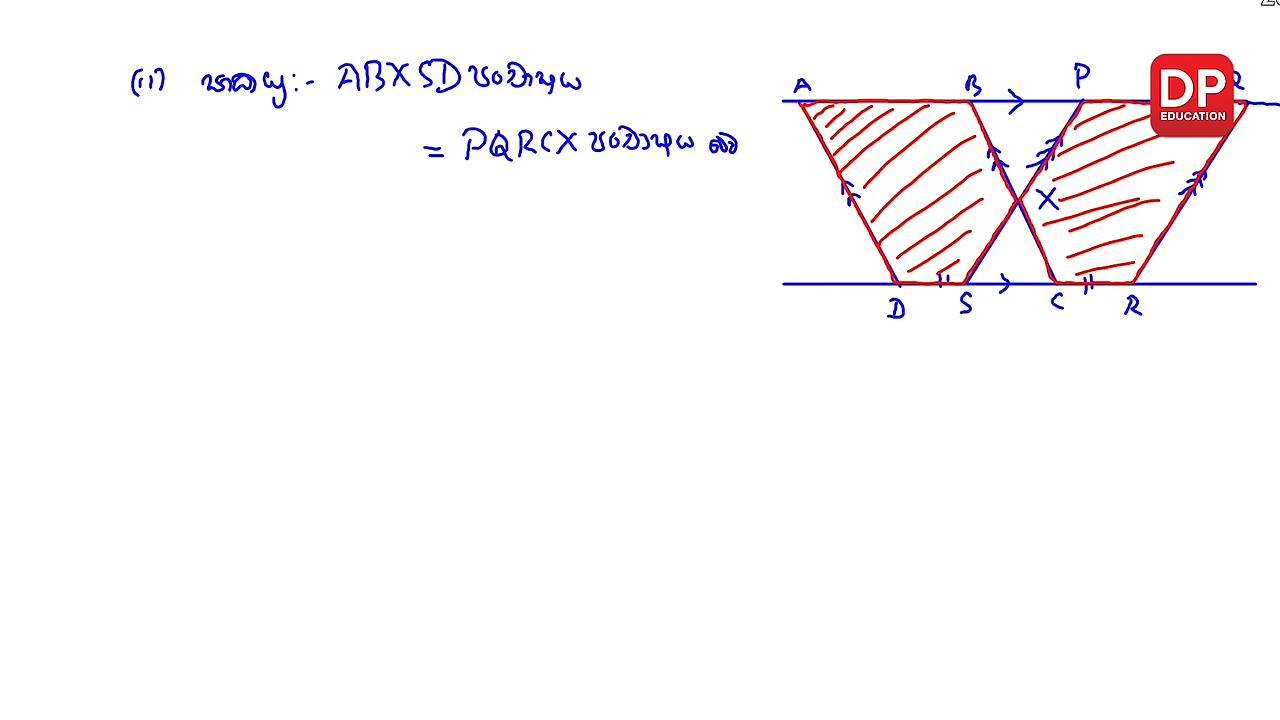 (ii) සාධ්‍ය:- ABXSD පංචාශ්‍රය
= PQRCX පංචාශ්‍රය බව
A B P Q
DP
EDUCATION
X
D S C R